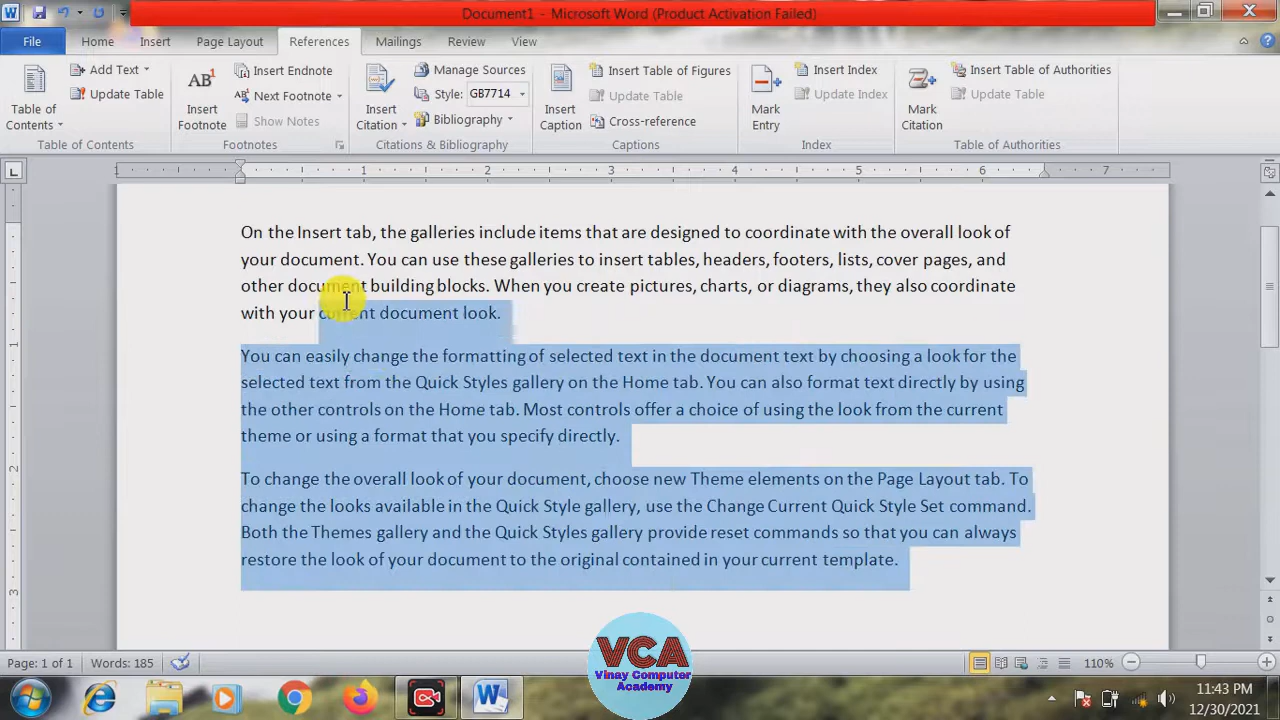 Document1 - Microsoft Word (Product Activation Failed)
File Home Insert Page Layout References Mailings Review View
Table of Contents
Add Text
Update Table
Table of Contents
Insert Footnote
Insert Endnote
Next Footnote
Show Notes
Footnotes
Insert Citation
Manage Sources
Style: GB7714
Bibliography
Citations & Bibliography
Insert Caption
Insert Table of Figures
Update Table
Cross-reference
Captions
Mark Entry
Insert Index
Update Index
Index
Mark Citation
Insert Table of Authorities
Update Table
Table of Authorities
1 1 2 3 4 5 6 7
On the Insert tab, the galleries include items that are designed to coordinate with the overall look of
your document. You can use these galleries to insert tables, headers, footers, lists, cover pages, and
other document building blocks. When you create pictures, charts, or diagrams, they also coordinate
with your current document look.
You can easily change the formatting of selected text in the document text by choosing a look for the
selected text from the Quick Styles gallery on the Home tab. You can also format text directly by using
the other controls on the Home tab. Most controls offer a choice of using the look from the current
theme or using a format that you specify directly.
To change the overall look of your document, choose new Theme elements on the Page Layout tab. To
change the looks available in the Quick Style gallery, use the Change Current Quick Style Set command.
Both the Themes gallery and the Quick Styles gallery provide reset commands so that you can always
restore the look of your document to the original contained in your current template.
1
2
3
VCA
Vinay Computer
Academy
Page: 1 of 1 Words: 185 110%
11:43 PM
12/30/2021